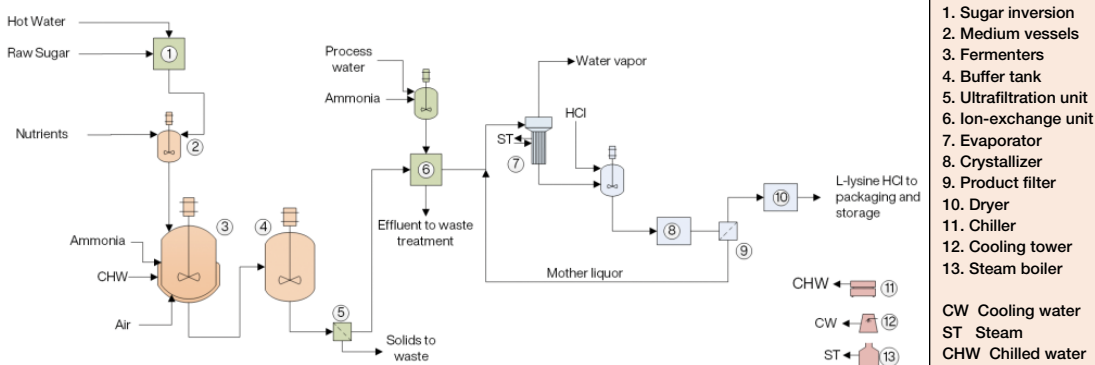 Hot Water
Raw Sugar
1
Nutrients
2
3
Ammonia
CHW
Air
4
5
Solids to
waste
Process
water
Ammonia
6
Effluent to waste
treatment
Water vapor
ST
7
HCl
8
9
Mother liquor
10
L-lysine HCl to
packaging and
storage
CHW
11
CW
12
ST
13
1. Sugar inversion
2. Medium vessels
3. Fermenters
4. Buffer tank
5. Ultrafiltration unit
6. Ion-exchange unit
7. Evaporator
8. Crystallizer
9. Product filter
10. Dryer
11. Chiller
12. Cooling tower
13. Steam boiler
CW Cooling water
ST Steam
CHW Chilled water